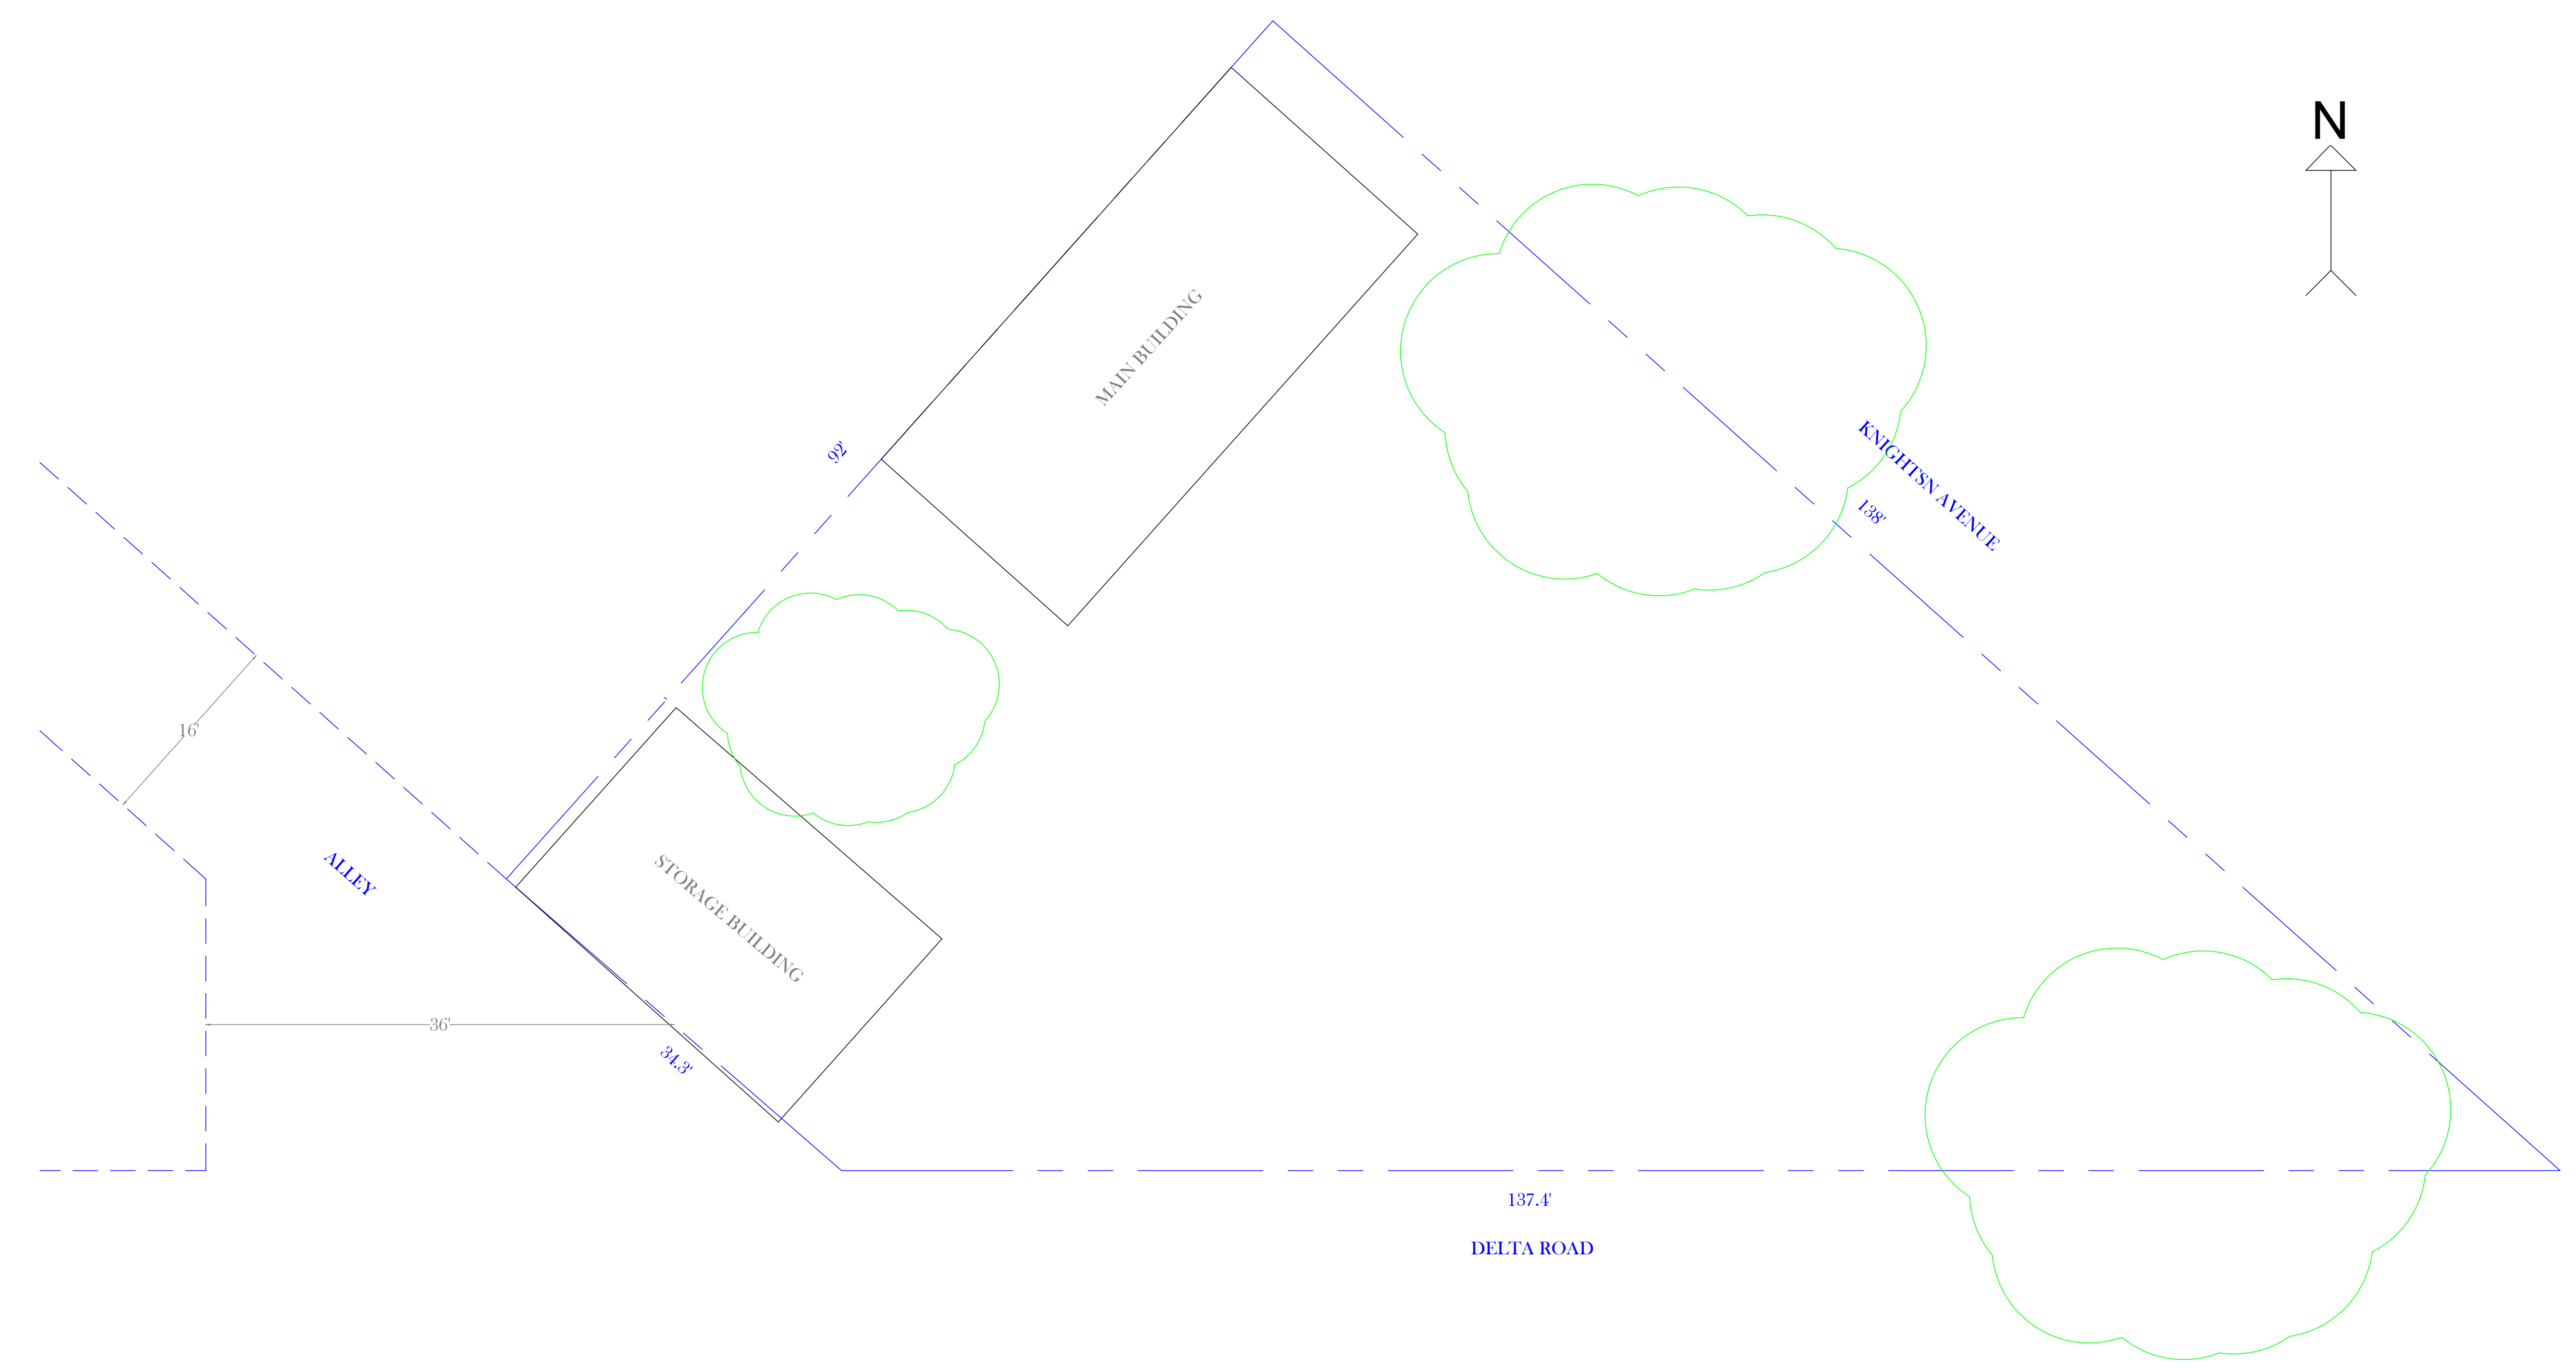 N
MAIN BUILDING
92'
KNIGHTSN AVENUE
138'
16'
ALLEY
STORAGE BUILDING
36'
34.3'
137.4'
DELTA ROAD